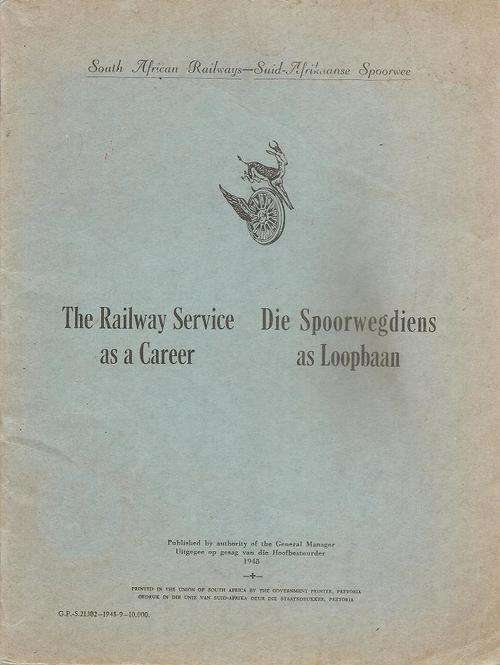 South African Railways—Suid-Afrikaanse Spoorweë
The Railway Service
as a Career
Die Spoorwegdiens
as Loopbaan
Published by authority of the General Manager
Uitgegee op gesag van die Hoofbestuurder
1948
PRINTED IN THE UNION OF SOUTH AFRICA BY THE GOVERNMENT PRINTER, PRETORIA
GEDRUK IN DIE UNIE VAN SUID-AFRIKA DEUR DIE STAATSDRUKKER, PRETORIA
G.P.-S.21302—1948-9—10,000.